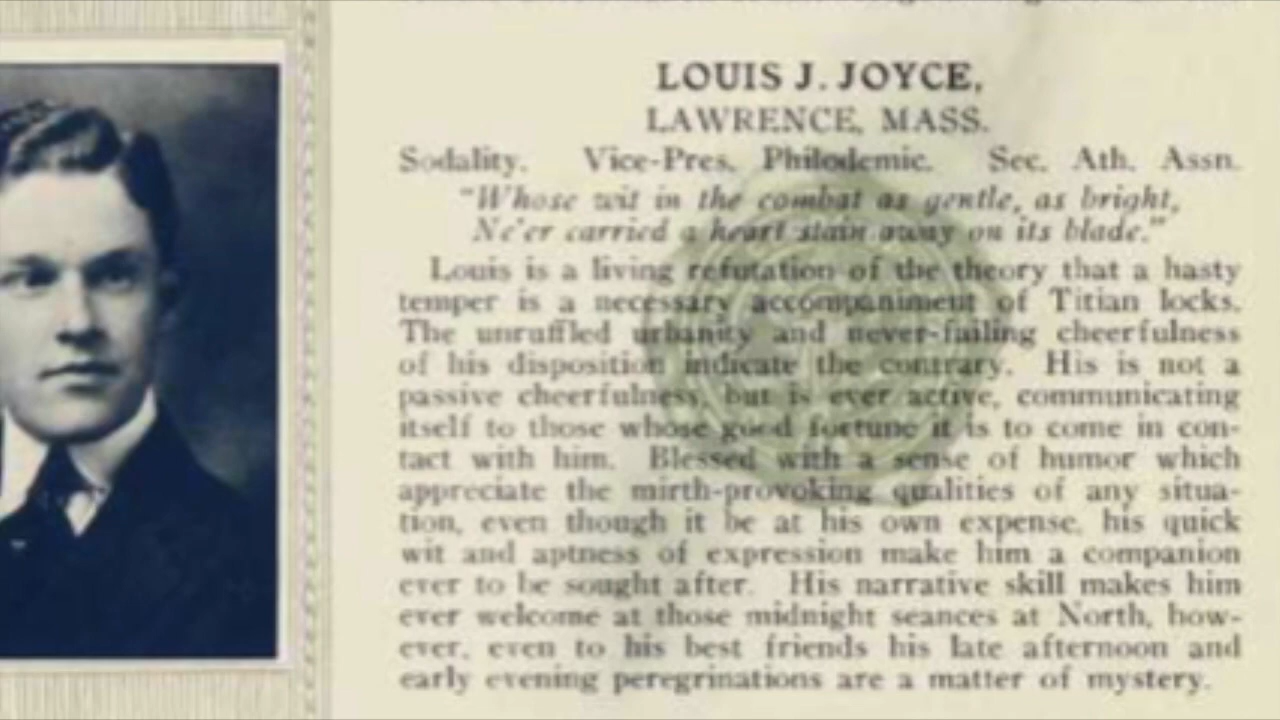 LOUIS J. JOYCE,
LAWRENCE, MASS.
Sodality. Vice-Pres. Philodemic. Sec. Ath. Assn.
"Whose wit in the combat as gentle, as bright,
Ne'er carried a heart stain away on its blade."
Louis is a living refutation of the theory that a hasty
temper is a necessary accompaniment of Titian locks.
The unruffled urbanity and never-failing cheerfulness
of his disposition indicate the contrary. His is not a
passive cheerfulness, but is ever active, communicating
itself to those whose good fortune it is to come in con-
tact with him. Blessed with a sense of humor which
appreciate the mirth-provoking qualities of any situa-
tion, even though it be at his own expense, his quick
wit and aptness of expression make him a companion
ever to be sought after. His narrative skill makes him
ever welcome at those midnight seances at North, how-
ever, even to his best friends his late afternoon and
early evening peregrinations are a matter of mystery.